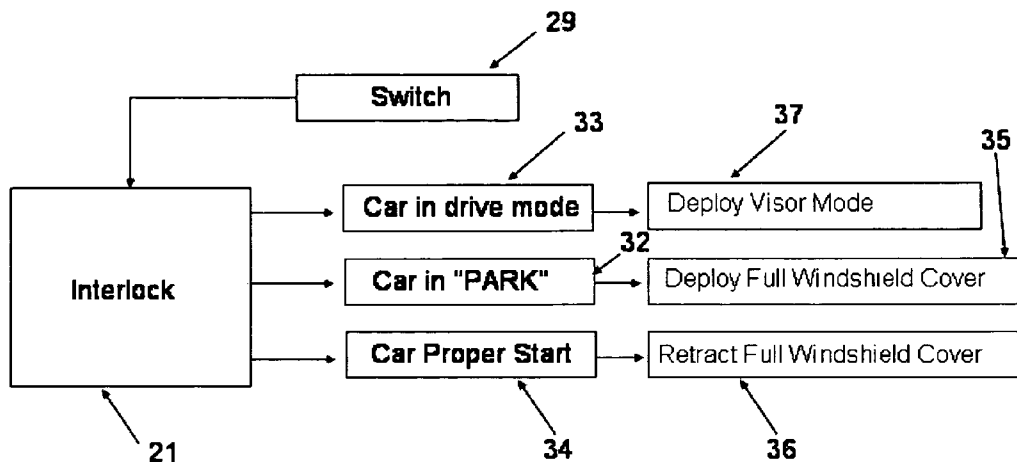 29
Switch
33
37
35
Car in drive mode
Deploy Visor Mode
32
Interlock
Car in "PARK"
Deploy Full Windshield Cover
Car Proper Start
Retract Full Windshield Cover
21
34
36